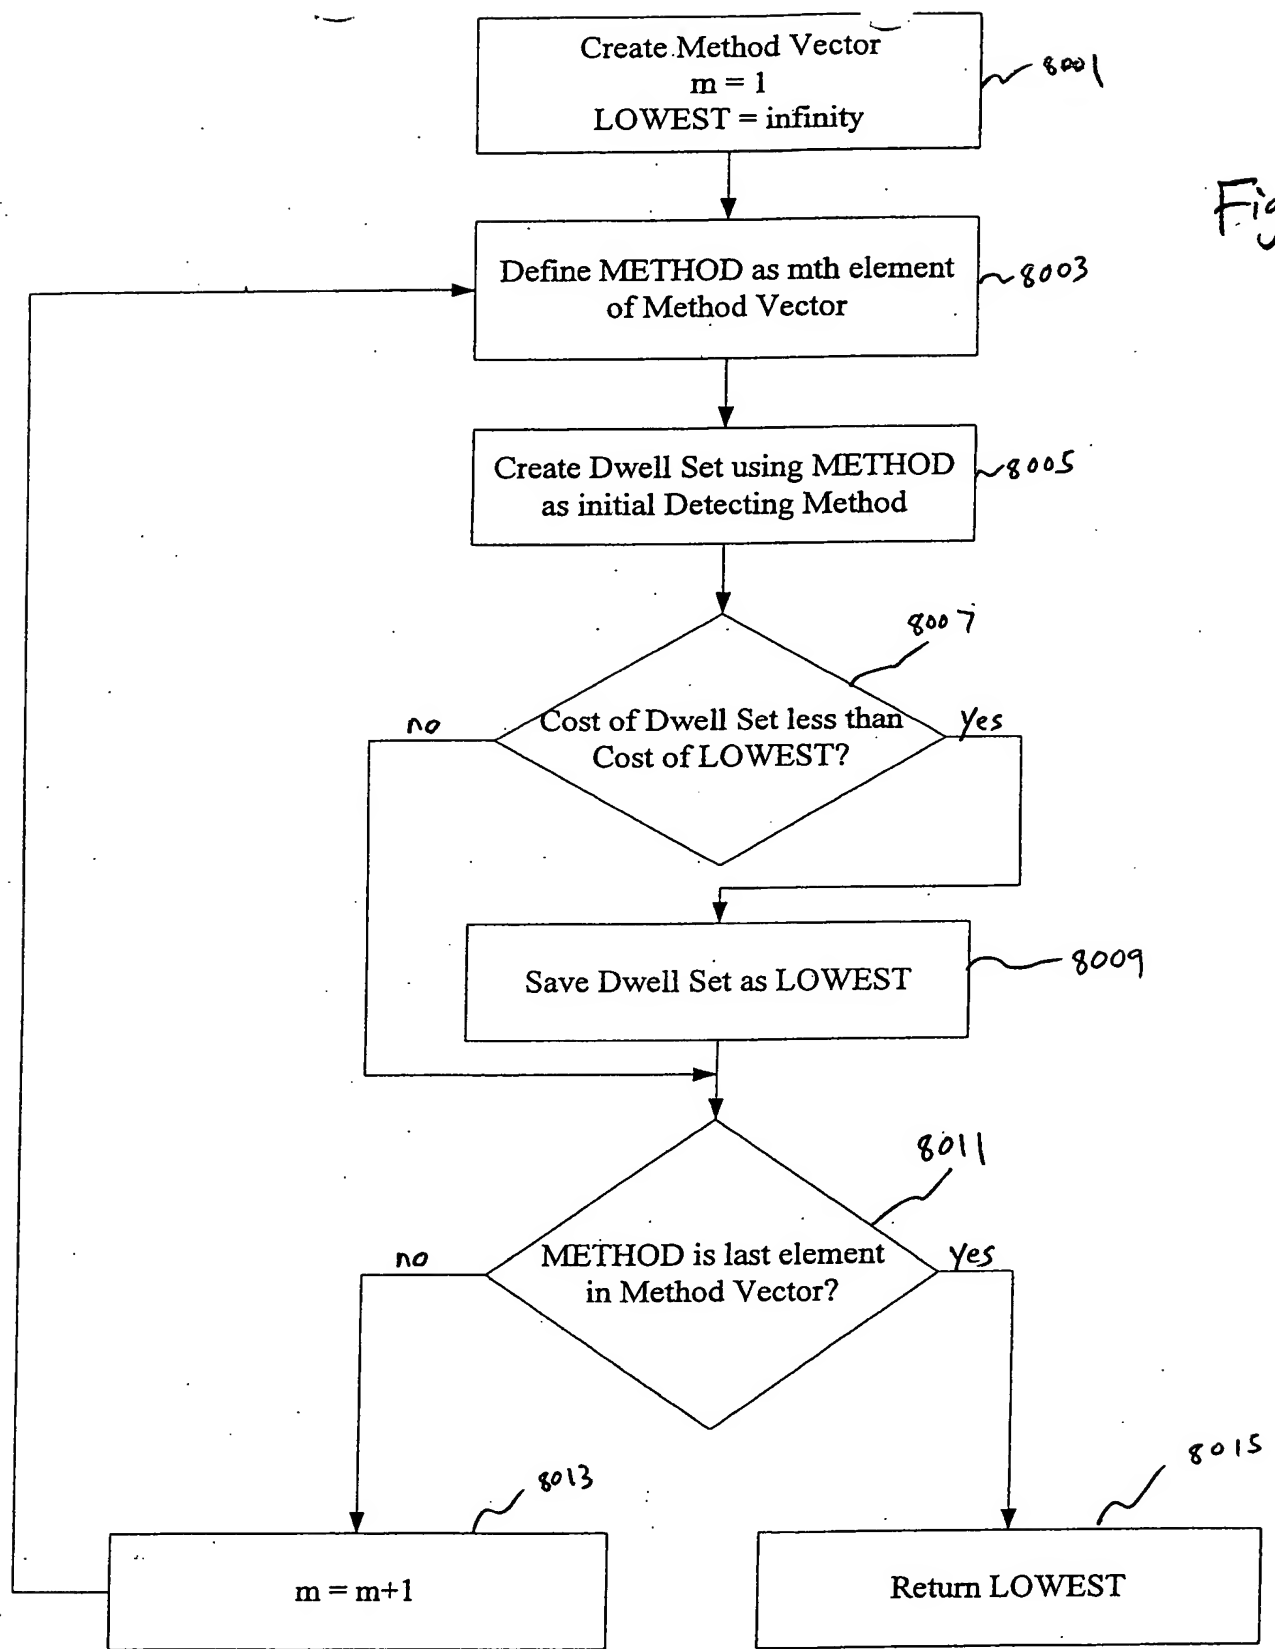 Create Method Vector
m = 1
LOWEST = infinity
8001
Define METHOD as mth element
of Method Vector
8003
Create Dwell Set using METHOD
as initial Detecting Method
8005
8007
no
Cost of Dwell Set less than
Cost of LOWEST?
Yes
Save Dwell Set as LOWEST
8009
8011
no
METHOD is last element
in Method Vector?
Yes
8013
8015
m = m+1
Return LOWEST